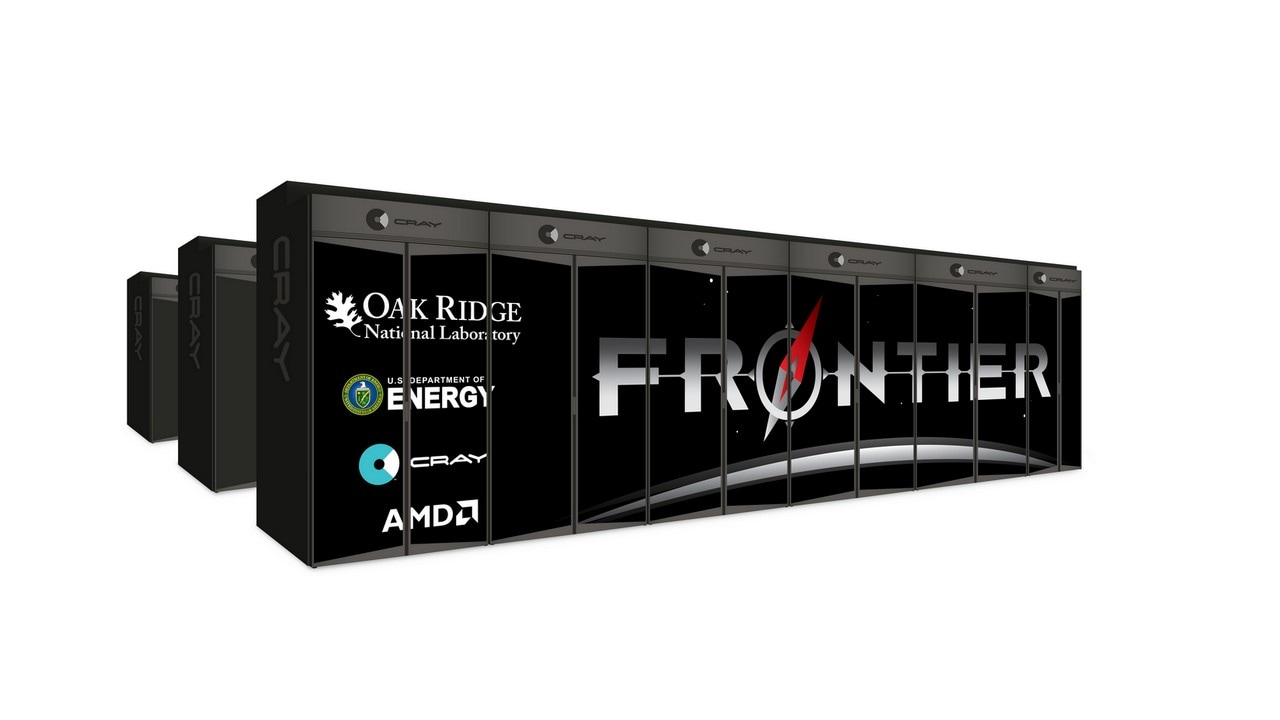 CRAY
CRAY
CRAY
CRAY
CRAY
CRAY
CRAY
CRAY
CRAY
OAK RIDGE
National Laboratory
U.S. DEPARTMENT OF
ENERGY
CRAY
AMD
FRONTIER